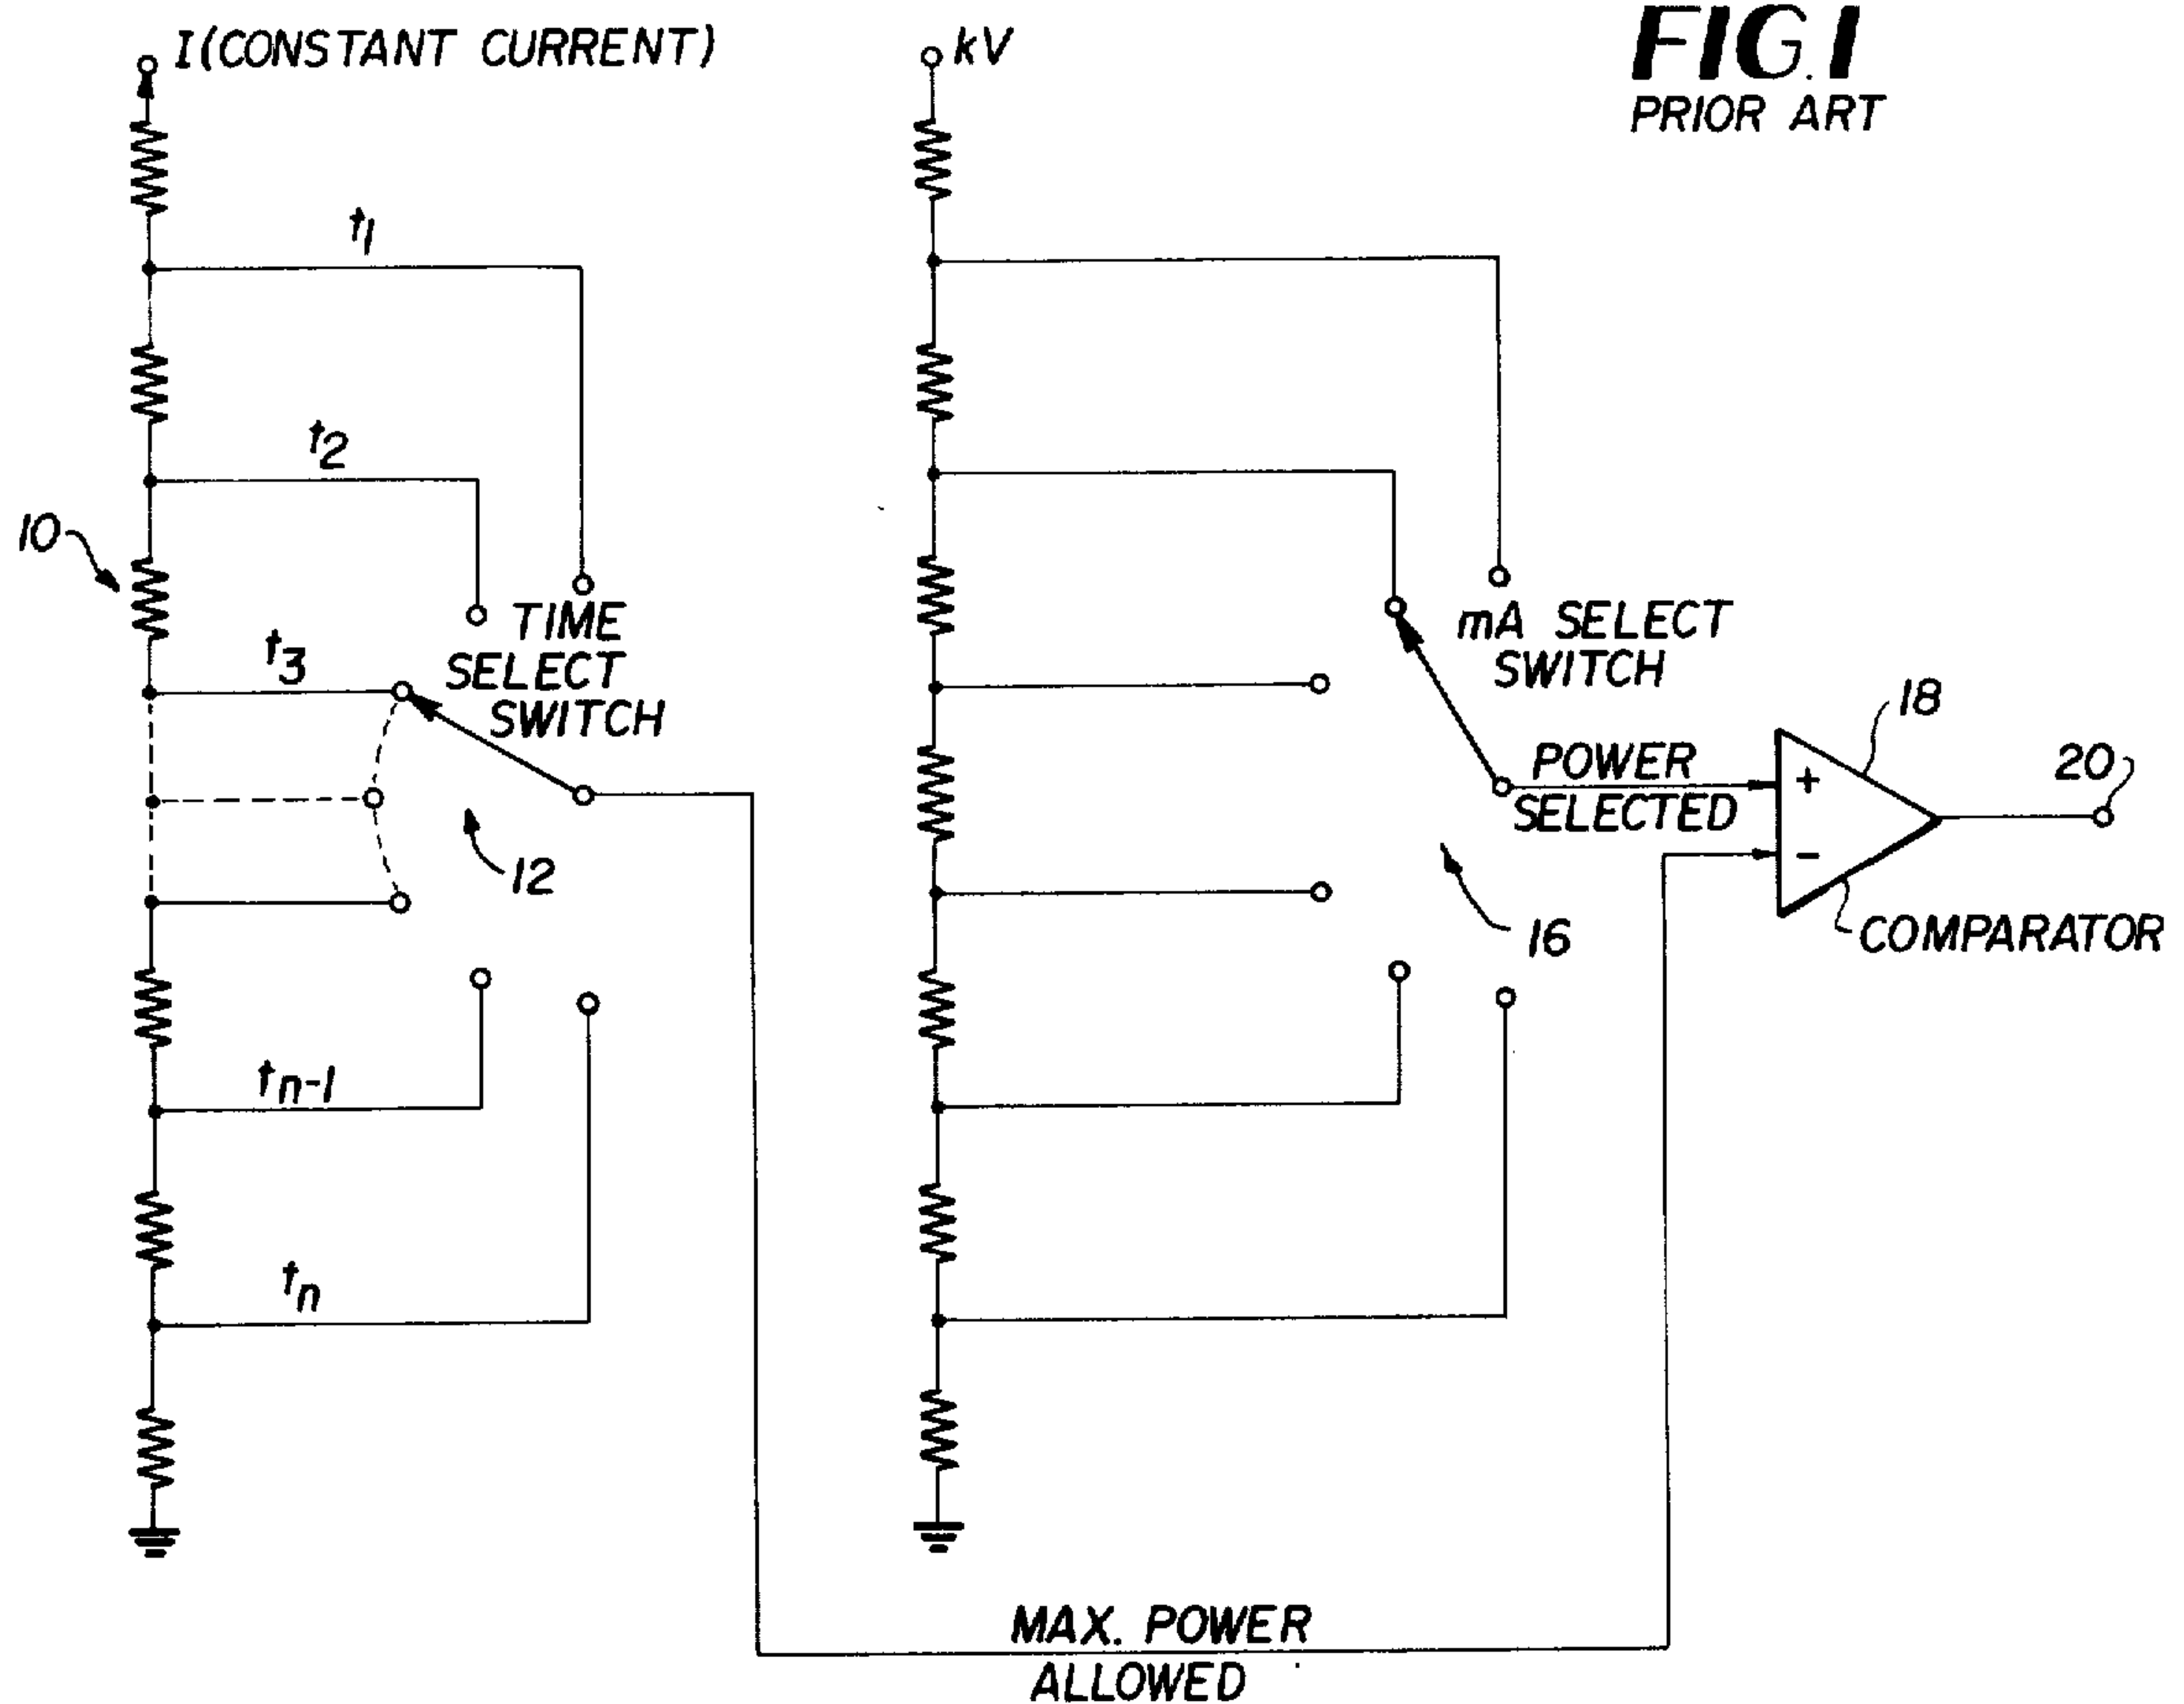 I (CONSTANT CURRENT)
kV
FIG. 1
PRIOR ART
t1
t2
10
t3
TIME
SELECT
SWITCH
12
mA SELECT
SWITCH
POWER
SELECTED
16
+
-
18
20
COMPARATOR
tn-1
tn
MAX. POWER
ALLOWED